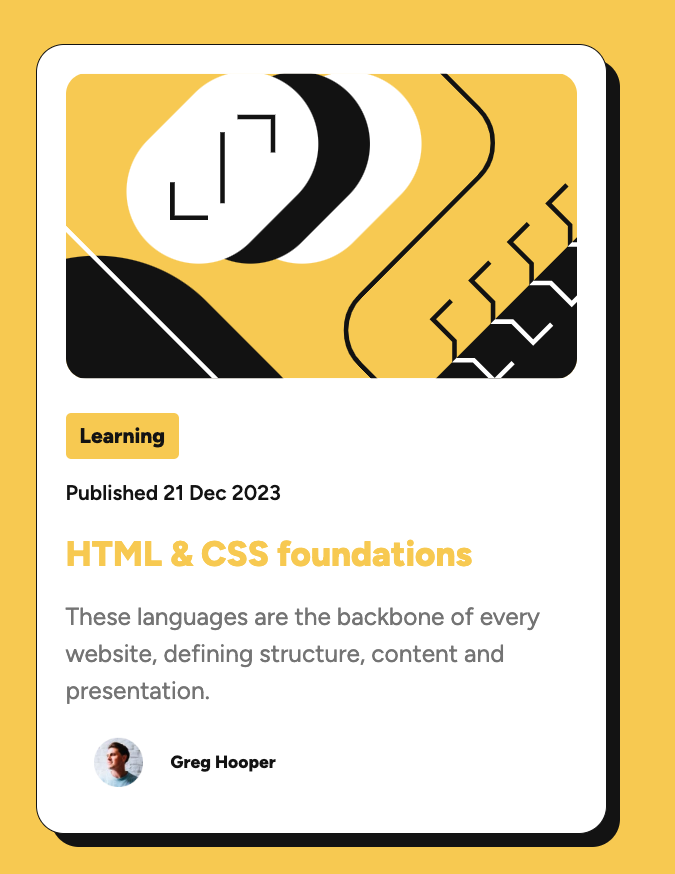 Learning
Published 21 Dec 2023
HTML & CSS foundations
These languages are the backbone of every
website, defining structure, content and
presentation.
Greg Hooper